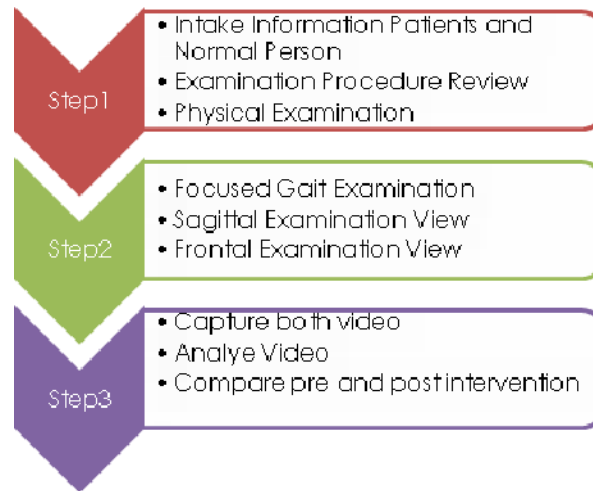 Step1
• Intake Information Patients and
Normal Person
• Examination Procedure Review
• Physical Examination
Step2
• Focused Gait Examination
• Sagittal Examination View
• Frontal Examination View
Step3
• Capture both video
• Analye Video
• Compare pre and post intervention